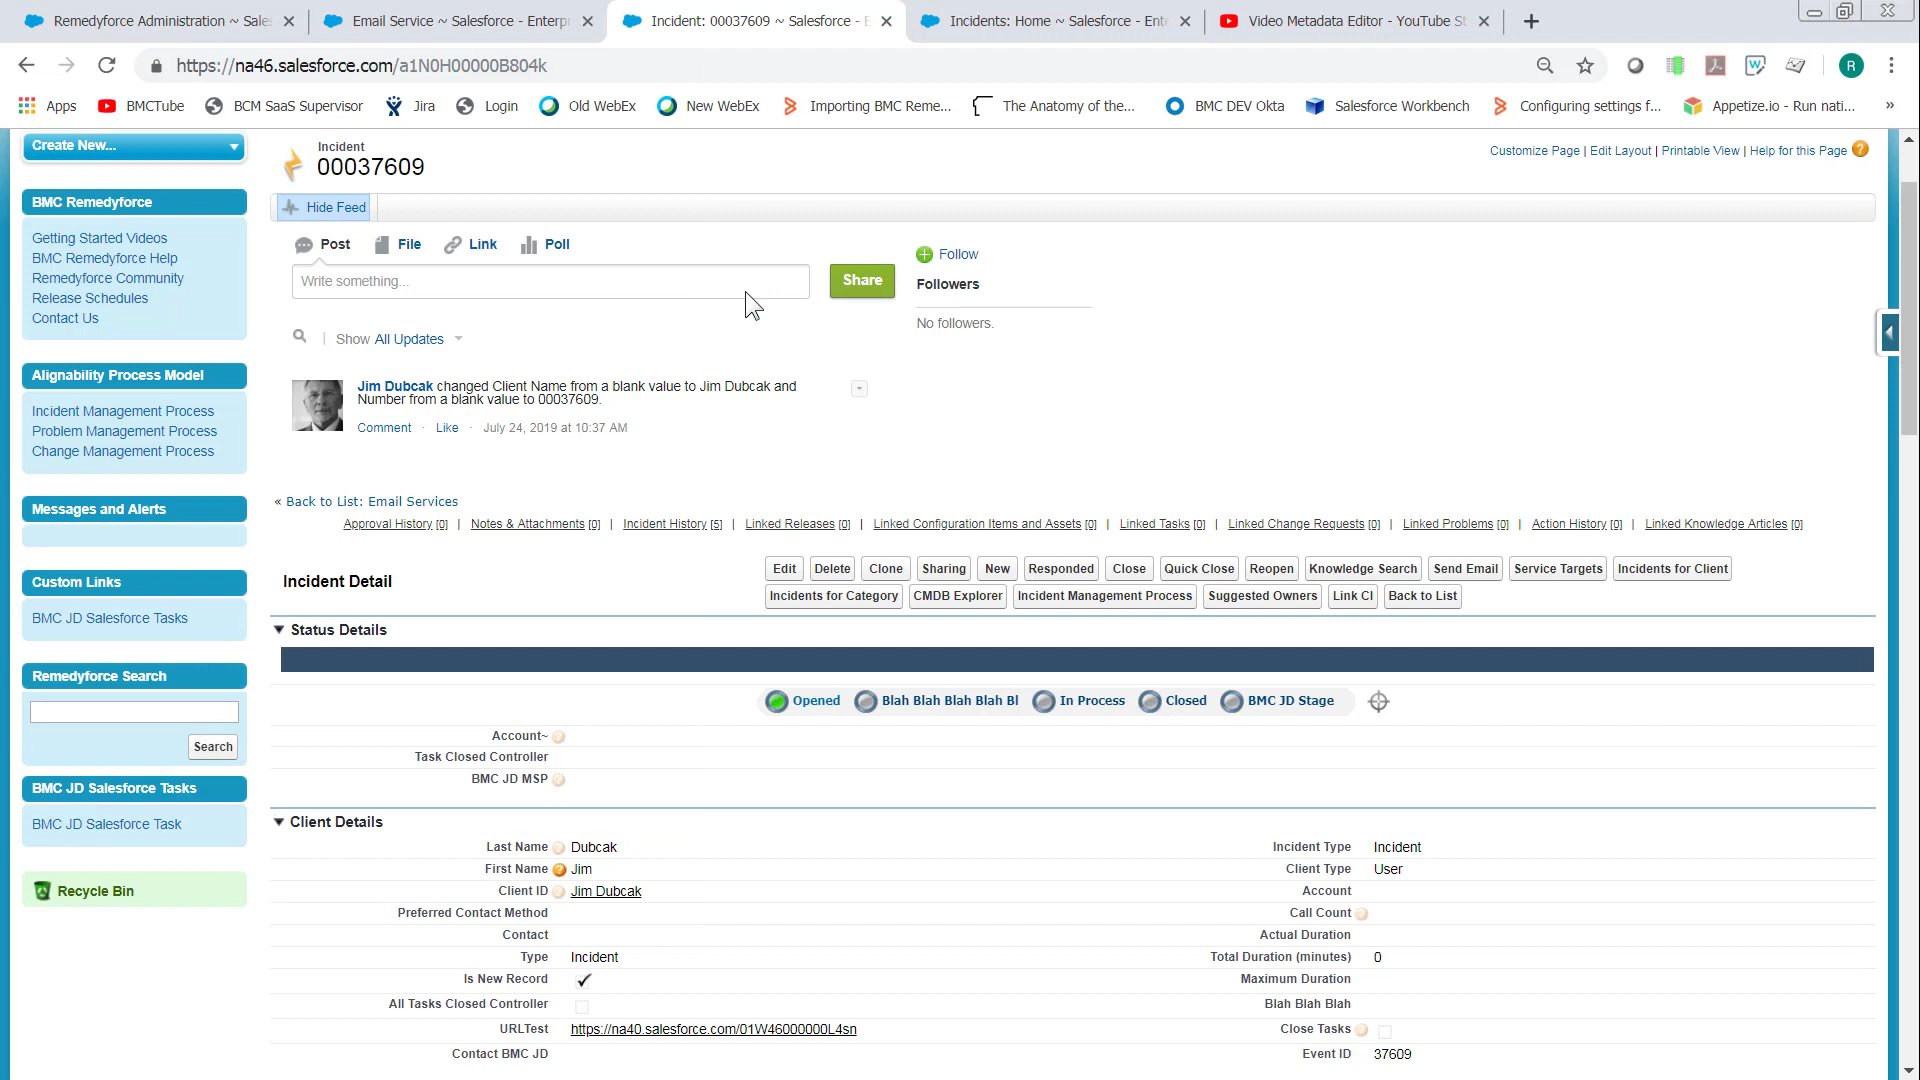 Remedyforce Administration ~ Sales
Email Service ~ Salesforce - Enterpr
Incident: 00037609 ~ Salesforce - E
Incidents: Home ~ Salesforce - Ente
Video Metadata Editor - YouTube St
https://na46.salesforce.com/a1N0H00000B804k
R
Apps
BMCTube
BCM SaaS Supervisor
Jira
Login
Old WebEx
New WebEx
Importing BMC Reme...
The Anatomy of the...
BMC DEV Okta
Salesforce Workbench
Configuring settings f...
Appetize.io - Run nati...
»
Create New...
BMC Remedyforce
Getting Started Videos
BMC Remedyforce Help
Remedyforce Community
Release Schedules
Contact Us
Alignability Process Model
Incident Management Process
Problem Management Process
Change Management Process
Messages and Alerts
Custom Links
BMC JD Salesforce Tasks
Remedyforce Search
Search
BMC JD Salesforce Tasks
BMC JD Salesforce Task
Recycle Bin
Incident
00037609
Customize Page | Edit Layout | Printable View | Help for this Page ?
Hide Feed
Post File Link Poll
Write something...
Share
Follow
Followers
No followers.
Show All Updates
Jim Dubcak changed Client Name from a blank value to Jim Dubcak and
Number from a blank value to 00037609.
Comment · Like · July 24, 2019 at 10:37 AM
« Back to List: Email Services
Approval History [0] | Notes & Attachments [0] | Incident History [5] | Linked Releases [0] | Linked Configuration Items and Assets [0] | Linked Tasks [0] | Linked Change Requests [0] | Linked Problems [0] | Action History [0] | Linked Knowledge Articles [0]
Incident Detail
Edit Delete Clone Sharing New Responded Close Quick Close Reopen Knowledge Search Send Email Service Targets Incidents for Client
Incidents for Category CMDB Explorer Incident Management Process Suggested Owners Link CI Back to List
Status Details
Opened Blah Blah Blah Blah Bl In Process Closed BMC JD Stage
Account~ ?
Task Closed Controller
BMC JD MSP ?
Client Details
Last Name ? Dubcak
Incident Type Incident
First Name ? Jim
Client Type User
Client ID ? Jim Dubcak
Account
Preferred Contact Method
Call Count ?
Contact
Actual Duration
Type Incident
Total Duration (minutes) 0
Is New Record
Maximum Duration
All Tasks Closed Controller
Blah Blah Blah
URLTest https://na40.salesforce.com/01W46000000L4sn
Close Tasks ?
Contact BMC JD
Event ID 37609